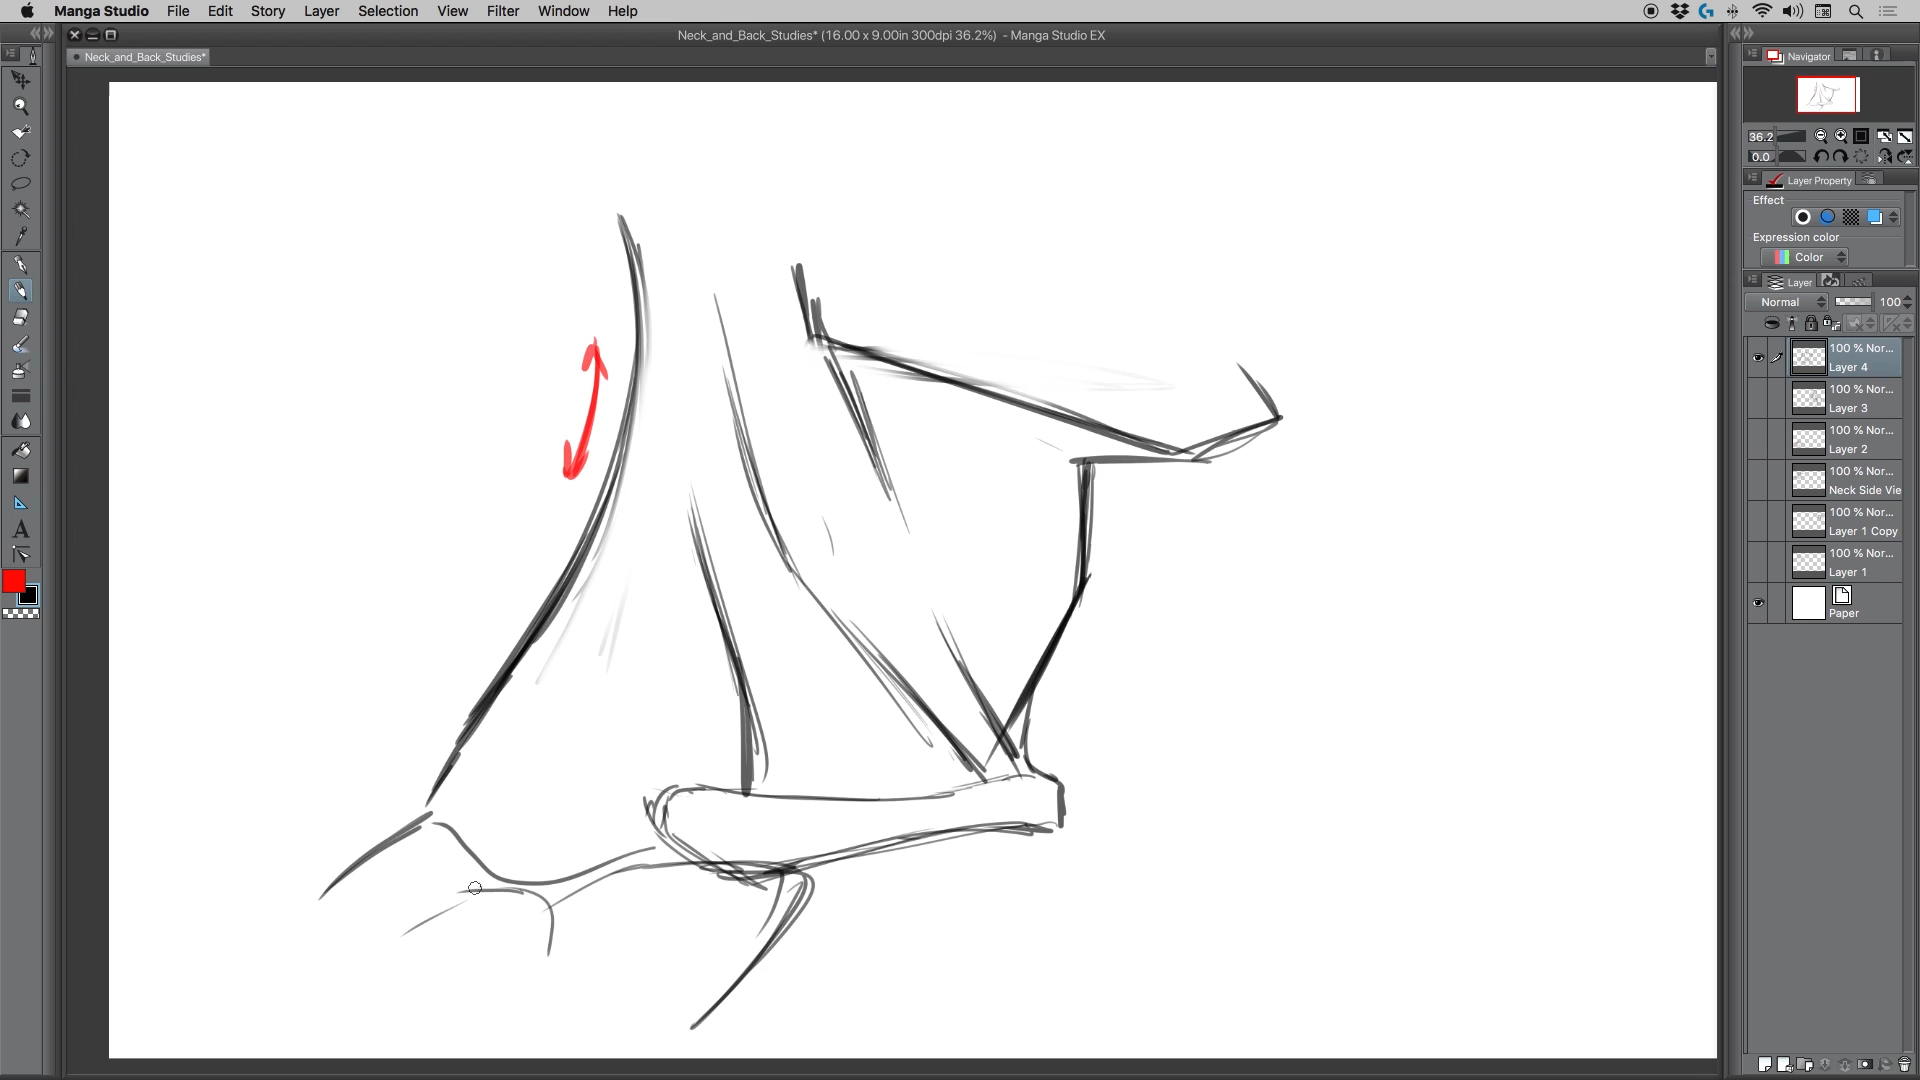 Manga Studio File Edit Story Layer Selection View Filter Window Help
Neck_and_Back_Studies* (16.00 x 9.00in 300dpi 36.2%) - Manga Studio EX
Neck_and_Back_Studies*
Navigator
36.2
0.0
Layer Property
Effect
Expression color
Color
Layer
Normal 100
100 % Nor...
Layer 4
100 % Nor...
Layer 3
100 % Nor...
Layer 2
100 % Nor...
Neck Side Vie
100 % Nor...
Layer 1 Copy
100 % Nor...
Layer 1
Paper